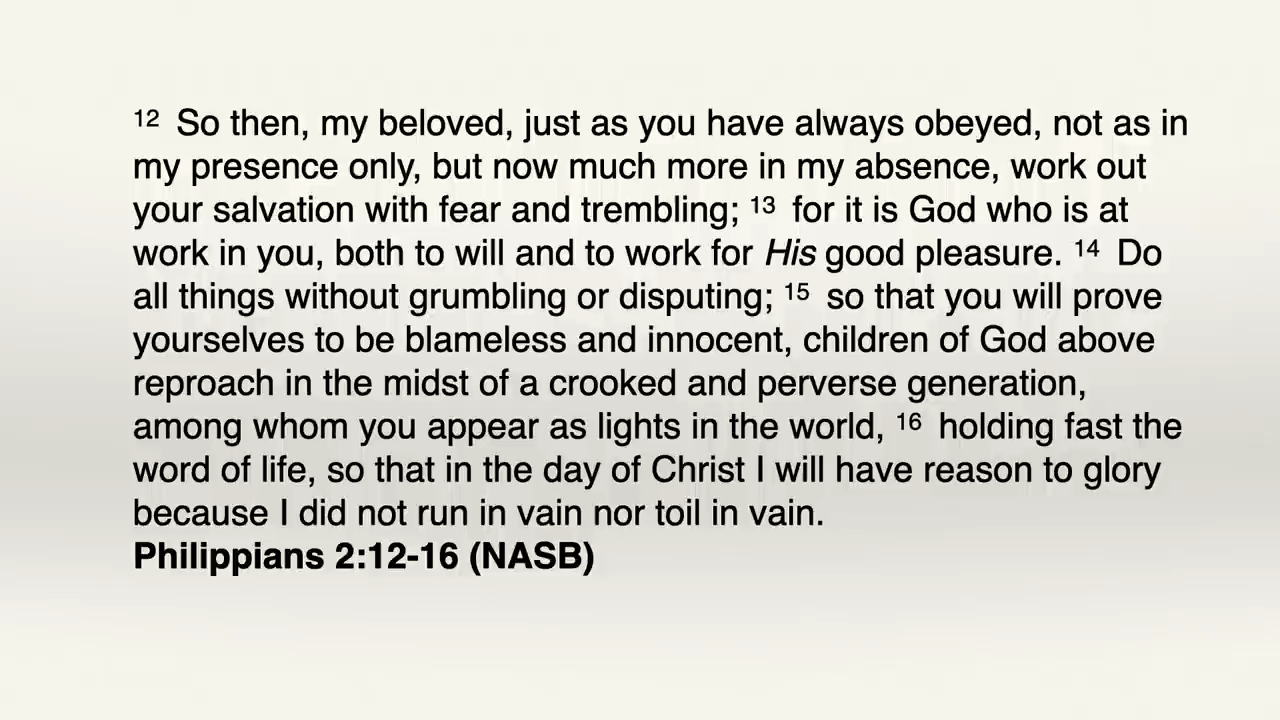 12 So then, my beloved, just as you have always obeyed, not as in
my presence only, but now much more in my absence, work out
your salvation with fear and trembling; 13 for it is God who is at
work in you, both to will and to work for His good pleasure. 14 Do
all things without grumbling or disputing; 15 so that you will prove
yourselves to be blameless and innocent, children of God above
reproach in the midst of a crooked and perverse generation,
among whom you appear as lights in the world, 16 holding fast the
word of life, so that in the day of Christ I will have reason to glory
because I did not run in vain nor toil in vain.
Philippians 2:12-16 (NASB)